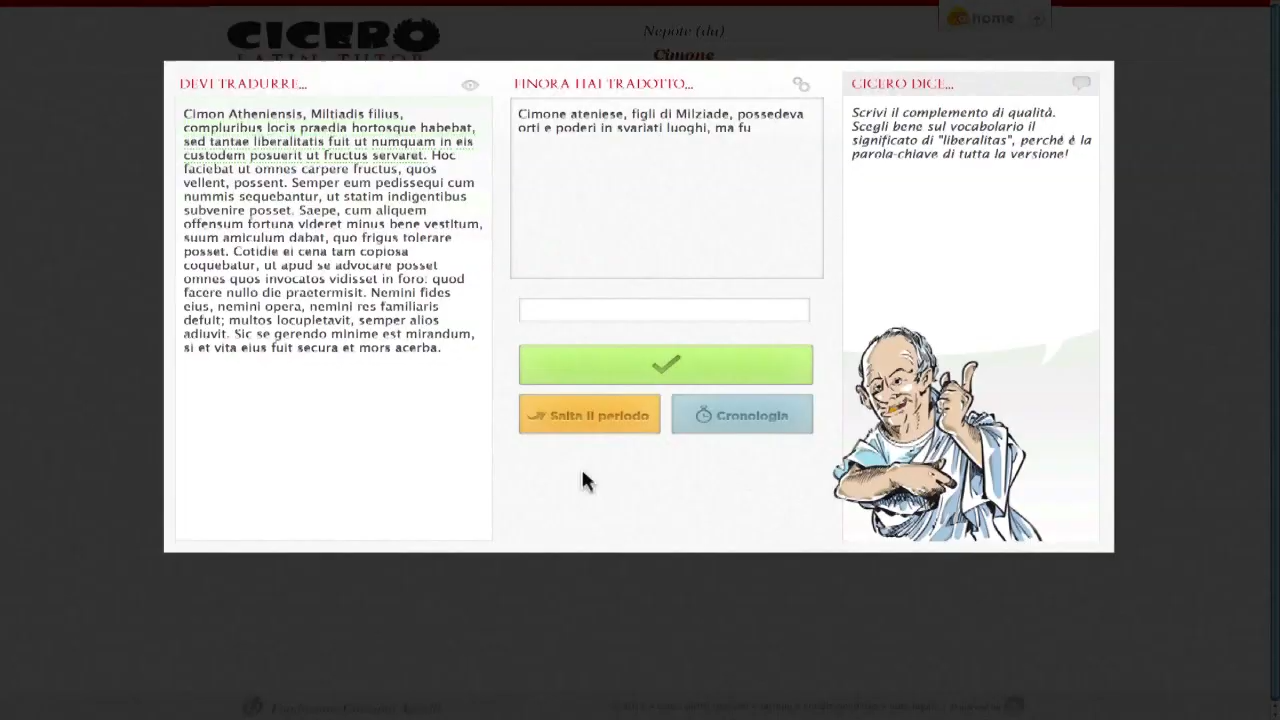 CICERO
LATIN TUTOR
Nepote (da)
Cimone
home
DEVI TRADURRE...
Cimon Atheniensis, Miltiadis filius,
compluribus locis praedia hortosque habebat,
sed tantae liberalitatis fuit ut numquam in eis
custodem posuerit ut fructus servaret. Hoc
faciebat ut omnes carpere fructus, quos
vellent, possent. Semper eum pedissequi cum
nummis sequebantur, ut statim indigentibus
subvenire posset. Saepe, cum aliquem
offensum fortuna videret minus bene vestitum,
suum amiculum dabat, quo frigus tolerare
posset. Cotidie ei cena tam copiosa
coquebatur, ut apud se advocare posset
omnes quos invocatos vidisset in foro: quod
facere nullo die praetermisit. Nemini fides
eius, nemini opera, nemini res familiaris
defuit; multos locupletavit, semper alios
adiuvit. Sic se gerendo minime est mirandum,
si et vita eius fuit secura et mors acerba.
FINORA HAI TRADOTTO...
Cimone ateniese, figli di Milziade, possedeva
orti e poderi in svariati luoghi, ma fu
Salta il periodo
Cronologia
CICERO DICE...
Scrivi il complemento di qualità.
Scegli bene sul vocabolario il
significato di "liberalitas", perché è la
parola-chiave di tutta la versione!